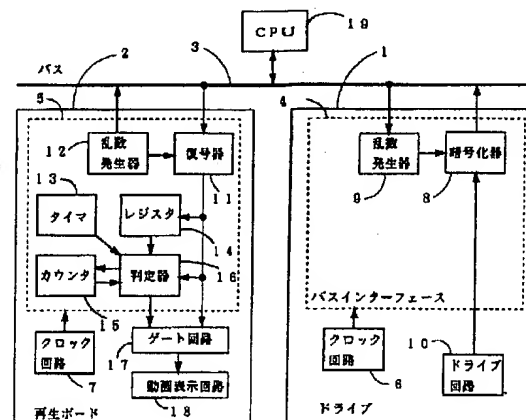 CPU
19
バス
3
2
1
5
4
12
乱数
発生器
復号器
11
乱数
発生器
9
暗号化器
8
13
タイマ
レジスタ
14
カウンタ
15
判定器
16
バスインターフェース
クロック
回路
7
ゲート回路
17
動画表示回路
18
再生ボード
クロック
回路
6
10
ドライブ
回路
ドライブ